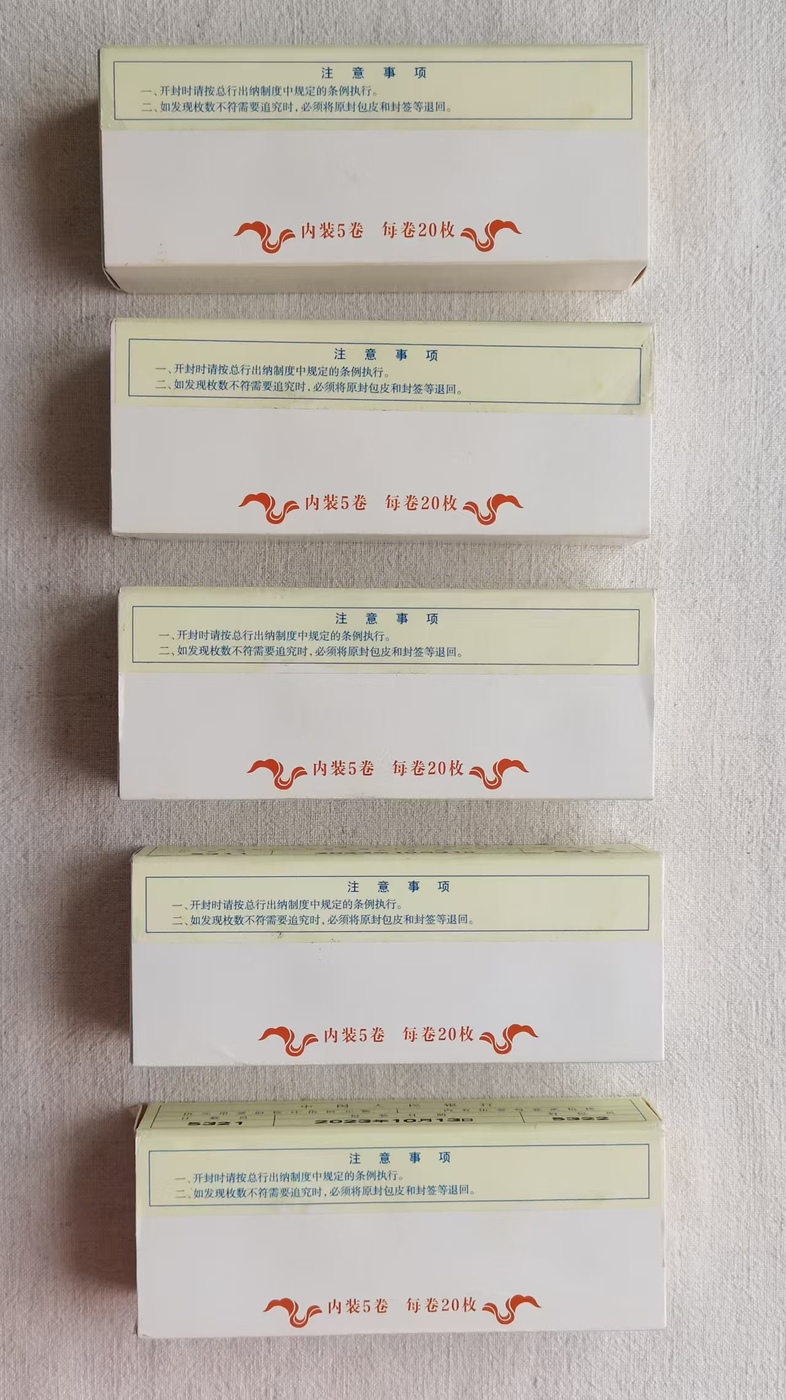 注意事项
一、开封时请按总行出纳制度中规定的条例执行。
二、如发现枚数不符需要追究时，必须将原封包皮和封签等退回。
内装5卷 每卷20枚
注意事项
一、开封时请按总行出纳制度中规定的条例执行。
二、如发现枚数不符需要追究时，必须将原封包皮和封签等退回。
内装5卷 每卷20枚
注意事项
一、开封时请按总行出纳制度中规定的条例执行。
二、如发现枚数不符需要追究时，必须将原封包皮和封签等退回。
内装5卷 每卷20枚
注意事项
一、开封时请按总行出纳制度中规定的条例执行。
二、如发现枚数不符需要追究时，必须将原封包皮和封签等退回。
内装5卷 每卷20枚
中国人民银行
5321 2023年10月13日 5322
注意事项
一、开封时请按总行出纳制度中规定的条例执行。
二、如发现枚数不符需要追究时，必须将原封包皮和封签等退回。
内装5卷 每卷20枚